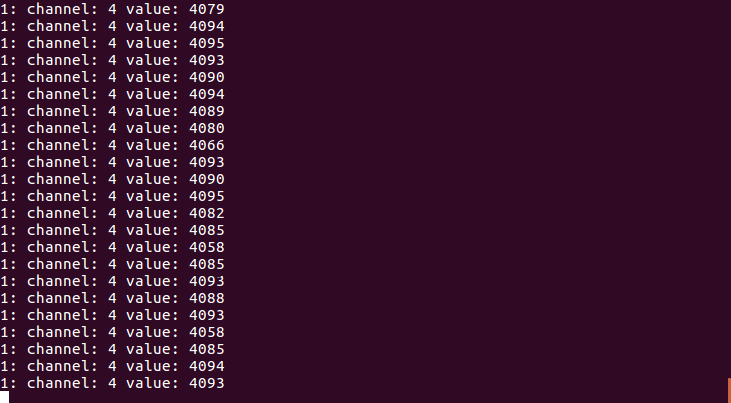 1: channel: 4 value: 4079
1: channel: 4 value: 4094
1: channel: 4 value: 4095
1: channel: 4 value: 4093
1: channel: 4 value: 4090
1: channel: 4 value: 4094
1: channel: 4 value: 4089
1: channel: 4 value: 4080
1: channel: 4 value: 4066
1: channel: 4 value: 4093
1: channel: 4 value: 4090
1: channel: 4 value: 4095
1: channel: 4 value: 4082
1: channel: 4 value: 4085
1: channel: 4 value: 4058
1: channel: 4 value: 4085
1: channel: 4 value: 4093
1: channel: 4 value: 4088
1: channel: 4 value: 4093
1: channel: 4 value: 4058
1: channel: 4 value: 4085
1: channel: 4 value: 4094
1: channel: 4 value: 4093